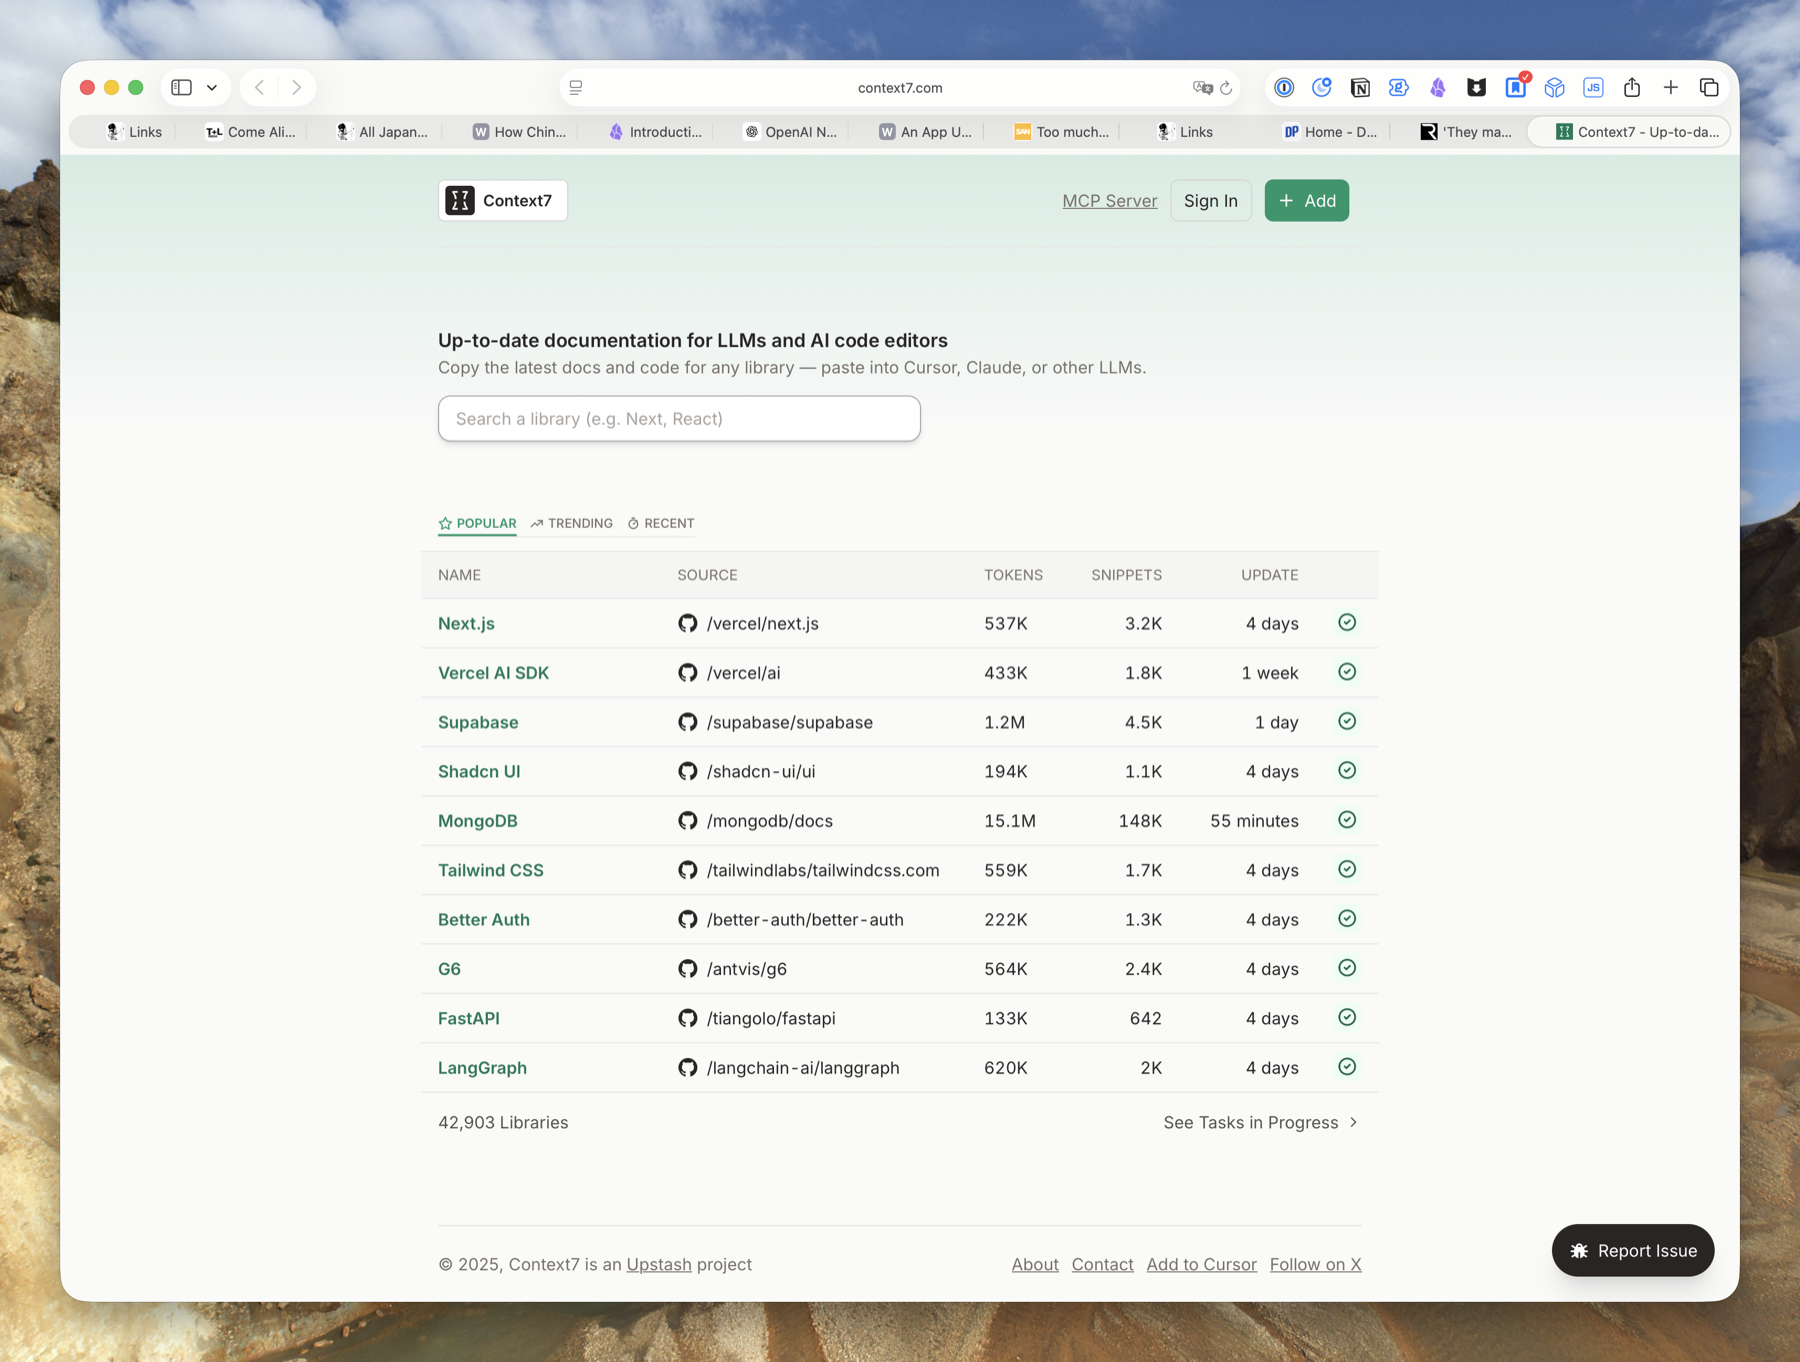 context7.com
Links
Come Ali...
All Japan...
How Chin...
Introducti...
OpenAI N...
An App U...
Too much...
Links
Home - D...
'They ma...
Context7 - Up-to-da...
Context7
MCP Server
Sign In
+ Add
Up-to-date documentation for LLMs and AI code editors
Copy the latest docs and code for any library — paste into Cursor, Claude, or other LLMs.
Search a library (e.g. Next, React)
POPULAR TRENDING RECENT
NAME SOURCE TOKENS SNIPPETS UPDATE
Next.js /vercel/next.js 537K 3.2K 4 days
Vercel AI SDK /vercel/ai 433K 1.8K 1 week
Supabase /supabase/supabase 1.2M 4.5K 1 day
Shadcn UI /shadcn-ui/ui 194K 1.1K 4 days
MongoDB /mongodb/docs 15.1M 148K 55 minutes
Tailwind CSS /tailwindlabs/tailwindcss.com 559K 1.7K 4 days
Better Auth /better-auth/better-auth 222K 1.3K 4 days
G6 /antvis/g6 564K 2.4K 4 days
FastAPI /tiangolo/fastapi 133K 642 4 days
LangGraph /langchain-ai/langgraph 620K 2K 4 days
42,903 Libraries
See Tasks in Progress
© 2025, Context7 is an Upstash project
About Contact Add to Cursor Follow on X
Report Issue